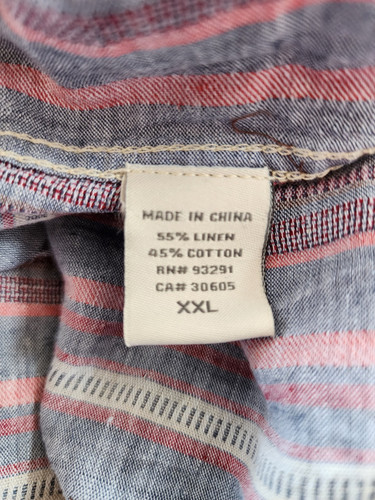 MADE IN CHINA
55% LINEN
45% COTTON
RN# 93291
CA# 30605
XXL